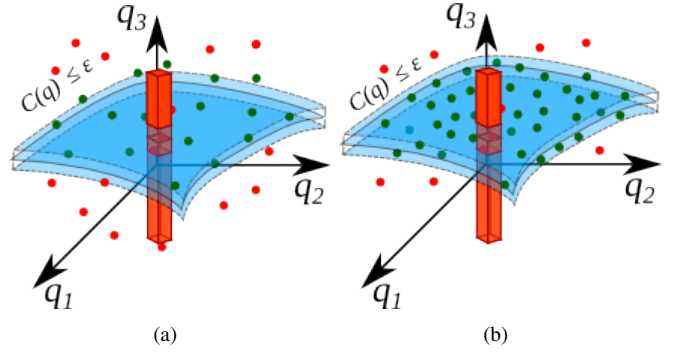 q3
C(q) ≤ ε
q2
q1
(a)
q3
C(q) ≤ ε
q2
q1
(b)